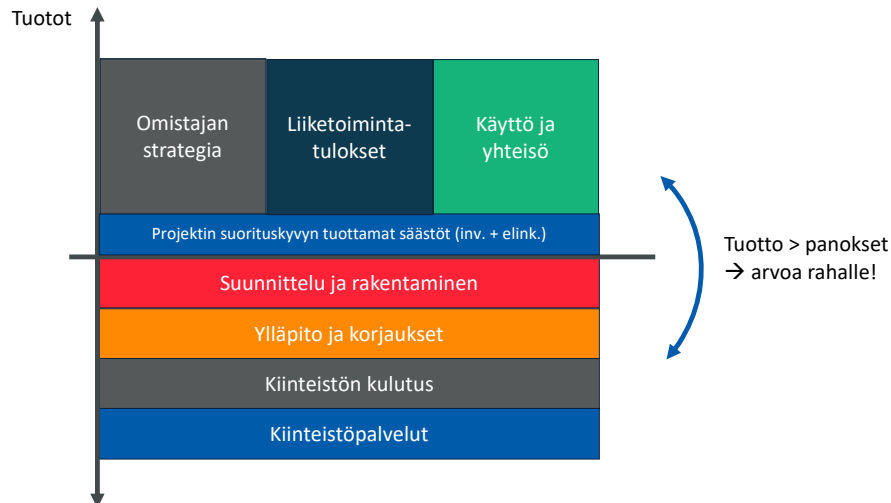 Tuotot
Omistajan
strategia
Liiketoiminta-
tulokset
Käyttö ja
yhteisö
Projektin suorituskyvyn tuottamat säästöt (inv. + elink.)
Suunnittelu ja rakentaminen
Ylläpito ja korjaukset
Kiinteistön kulutus
Kiinteistöpalvelut
Tuotto > panokset
→ arvoa rahalle!